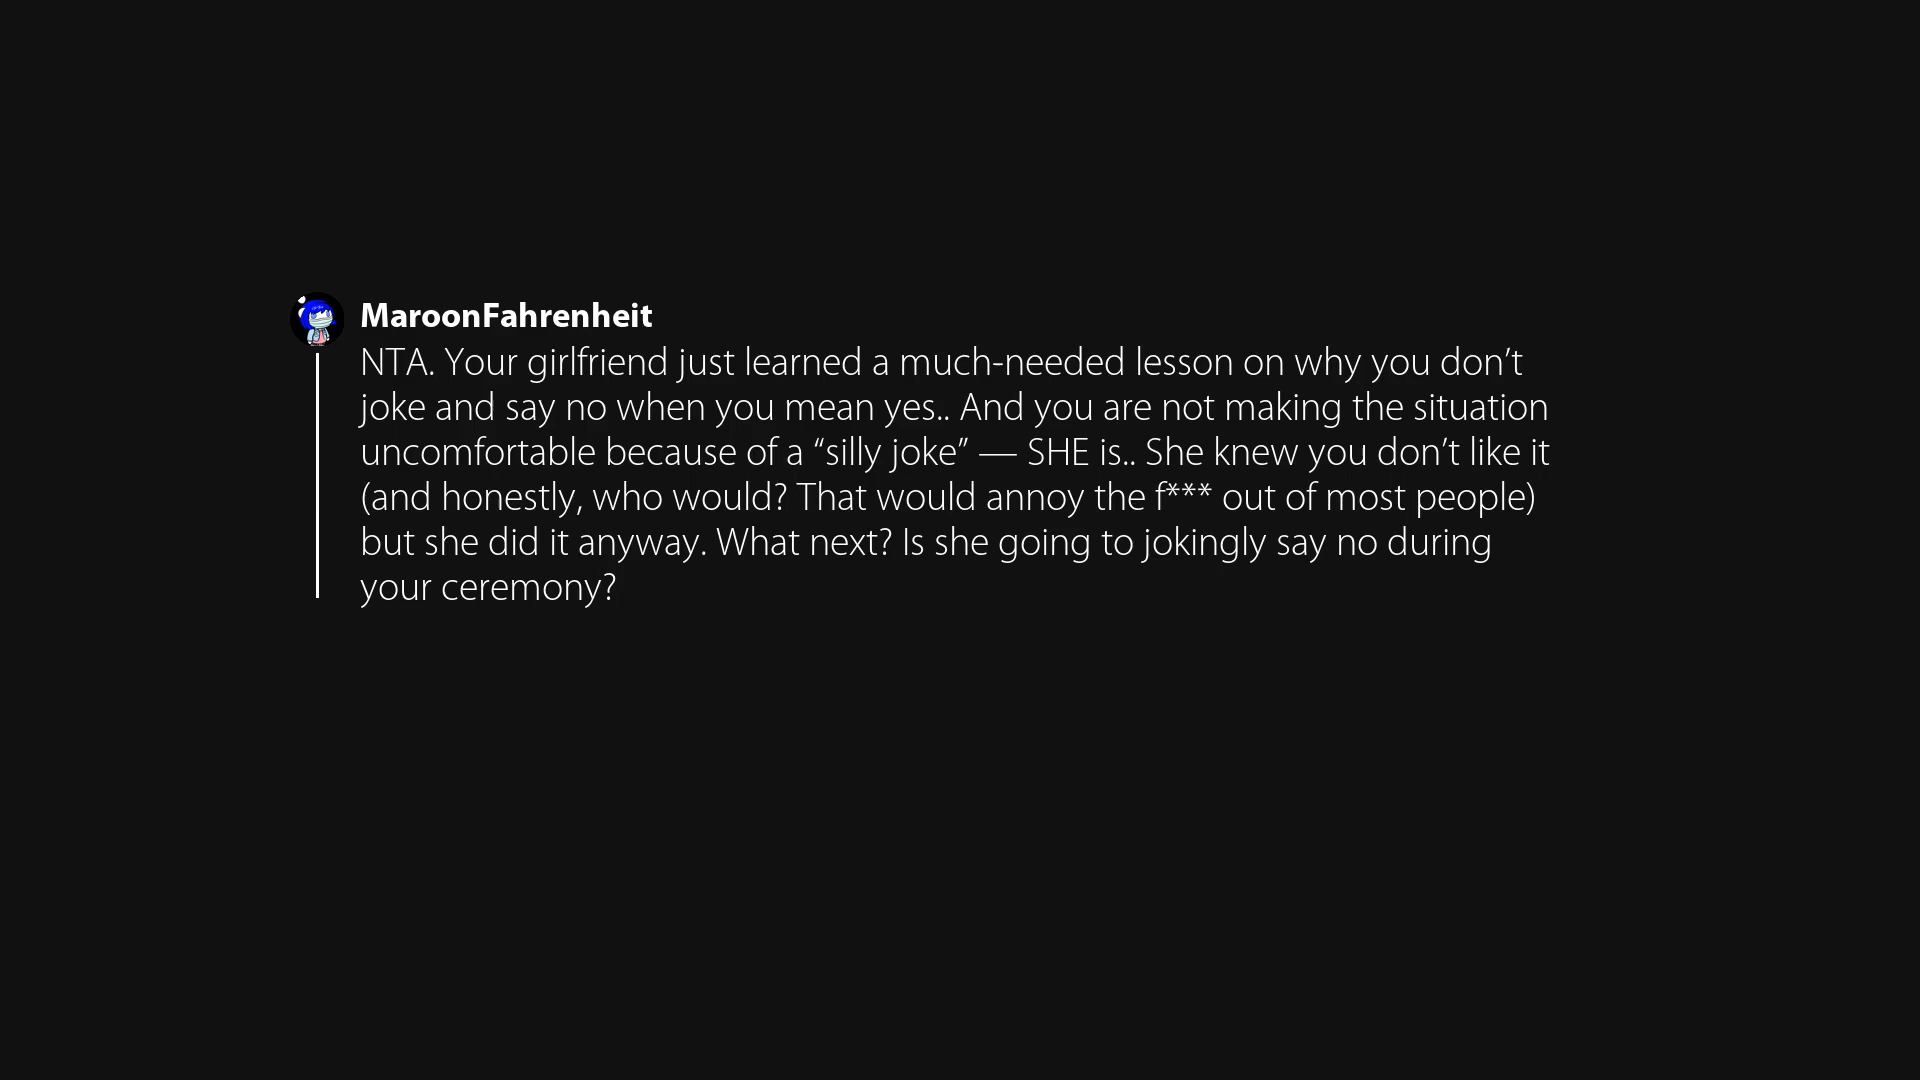 MaroonFahrenheit
NTA. Your girlfriend just learned a much-needed lesson on why you don’t
joke and say no when you mean yes.. And you are not making the situation
uncomfortable because of a “silly joke” — SHE is.. She knew you don’t like it
(and honestly, who would? That would annoy the f*** out of most people)
but she did it anyway. What next? Is she going to jokingly say no during
your ceremony?